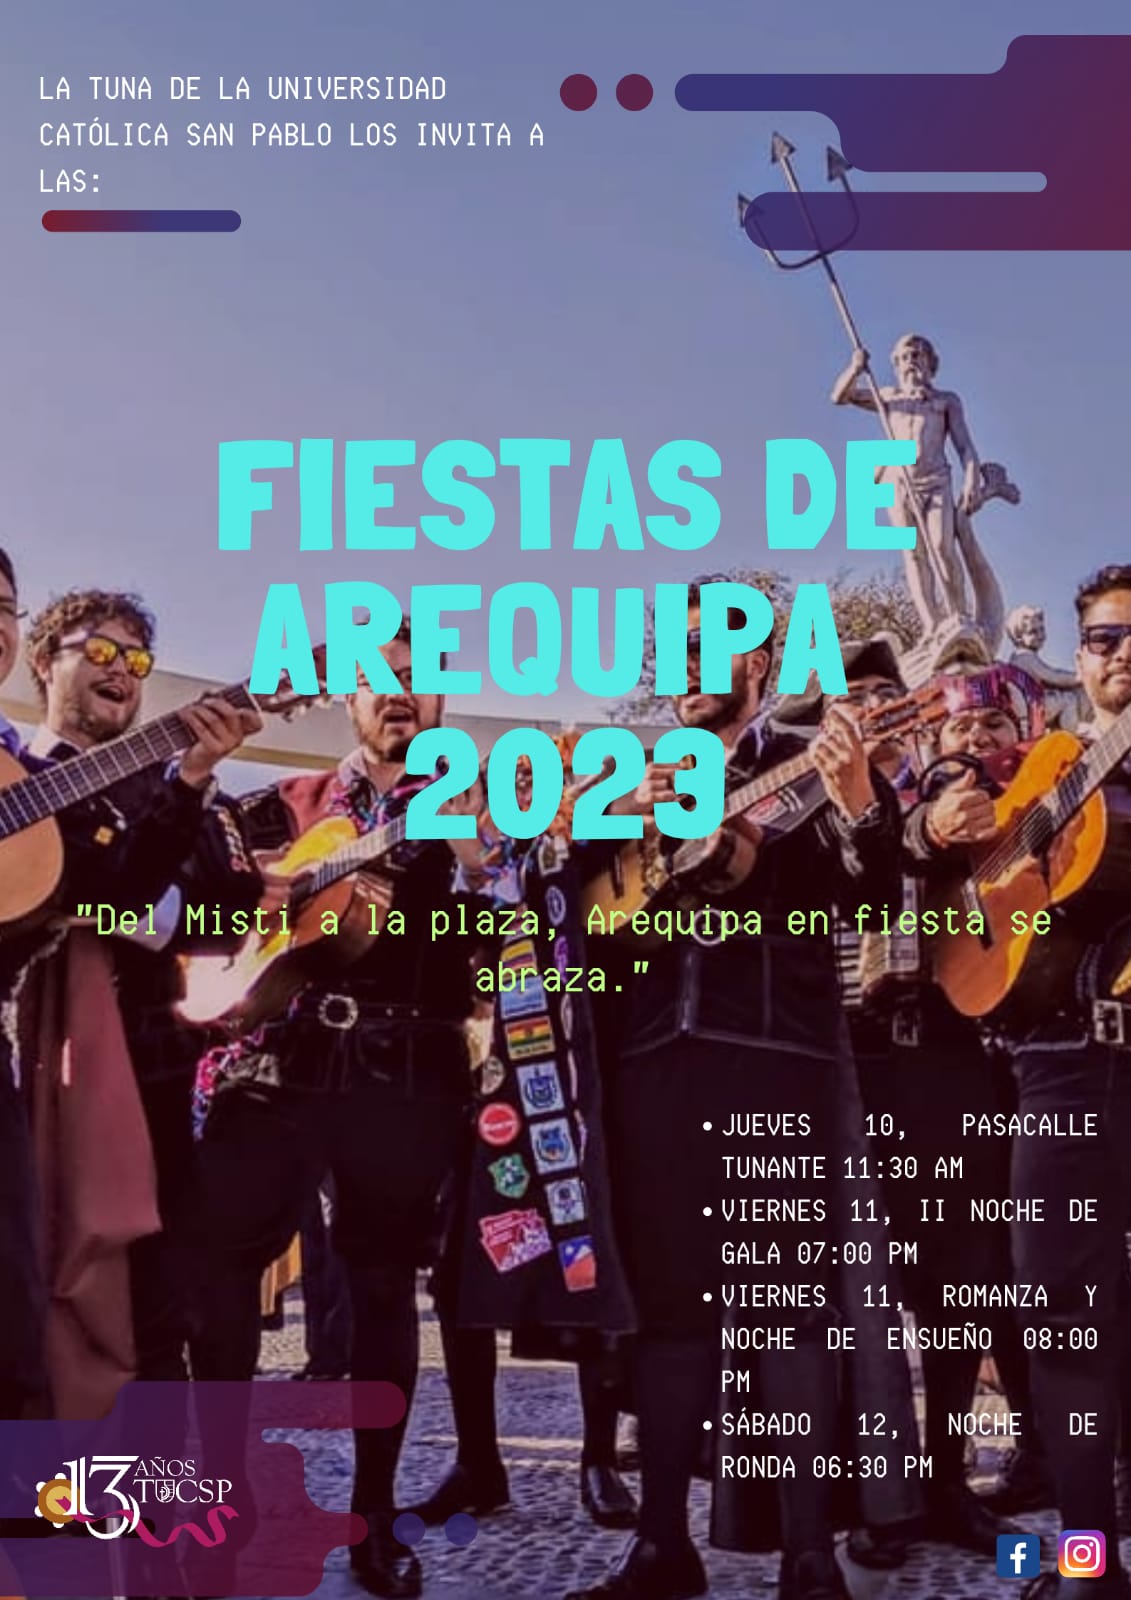 LA TUNA DE LA UNIVERSIDAD
CATÓLICA SAN PABLO LOS INVITA A
LAS:
FIESTAS DE
AREQUIPA
2023
"Del Misti a la plaza, Arequipa en fiesta se
abraza."
• JUEVES 10, PASACALLE
TUNANTE 11:30 AM
• VIERNES 11, II NOCHE DE
GALA 07:00 PM
• VIERNES 11, ROMANZA Y
NOCHE DE ENSUEÑO 08:00
PM
• SÁBADO 12, NOCHE DE
RONDA 06:30 PM
13 AÑOS